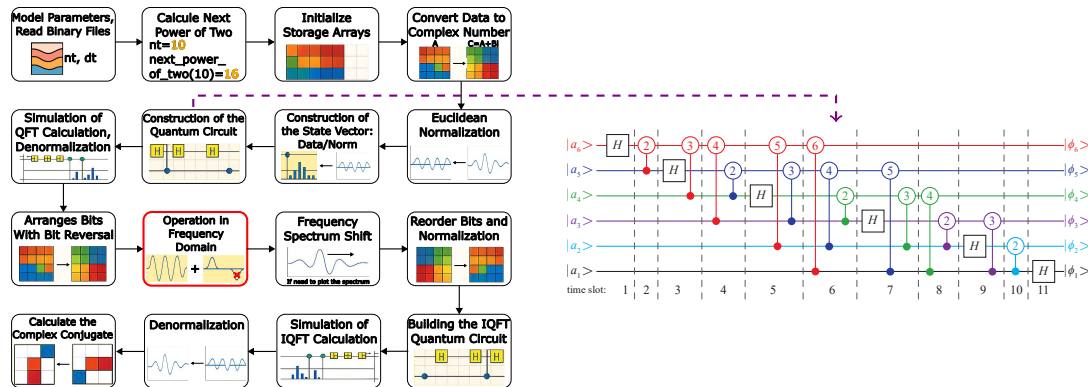 Model Parameters,
Read Binary Files
nt, dt
Calcule Next
Power of Two
nt=10
next_power_
of_two(10)=16
Initialize
Storage Arrays
Convert Data to
Complex Number
A C=A+Bi
Simulation of
QFT Calculation,
Denormalization
H H H
Construction of the
Quantum Circuit
H H H
Construction of
the State Vector:
Data/Norm
Euclidean
Normalization
Arranges Bits
With Bit Reversal
Operation in
Frequency
Domain
+
Frequency
Spectrum Shift
If need to plot the spectrum
Reorder Bits and
Normalization
Calculate the
Complex Conjugate
Denormalization
Simulation of
IQFT Calculation
H H H
Building the IQFT
Quantum Circuit
H H H
|a₆> H 2 3 4 5 6 |ϕ₆>
|a₅> H 2 3 4 5 |ϕ₅>
|a₄> H 2 3 4 |ϕ₄>
|a₃> H 2 3 |ϕ₃>
|a₂> H 2 |ϕ₂>
|a₁> H |ϕ₁>
time slot: 1 2 3 4 5 6 7 8 9 10 11